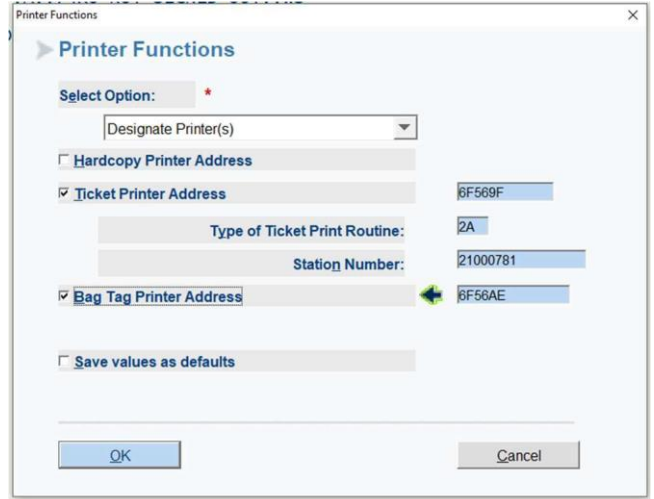 Printer Functions
Printer Functions
Select Option: *
Designate Printer(s)
Hardcopy Printer Address
Ticket Printer Address 6F569F
Type of Ticket Print Routine: 2A
Station Number: 21000781
Bag Tag Printer Address 6F56AE
Save values as defaults
OK Cancel